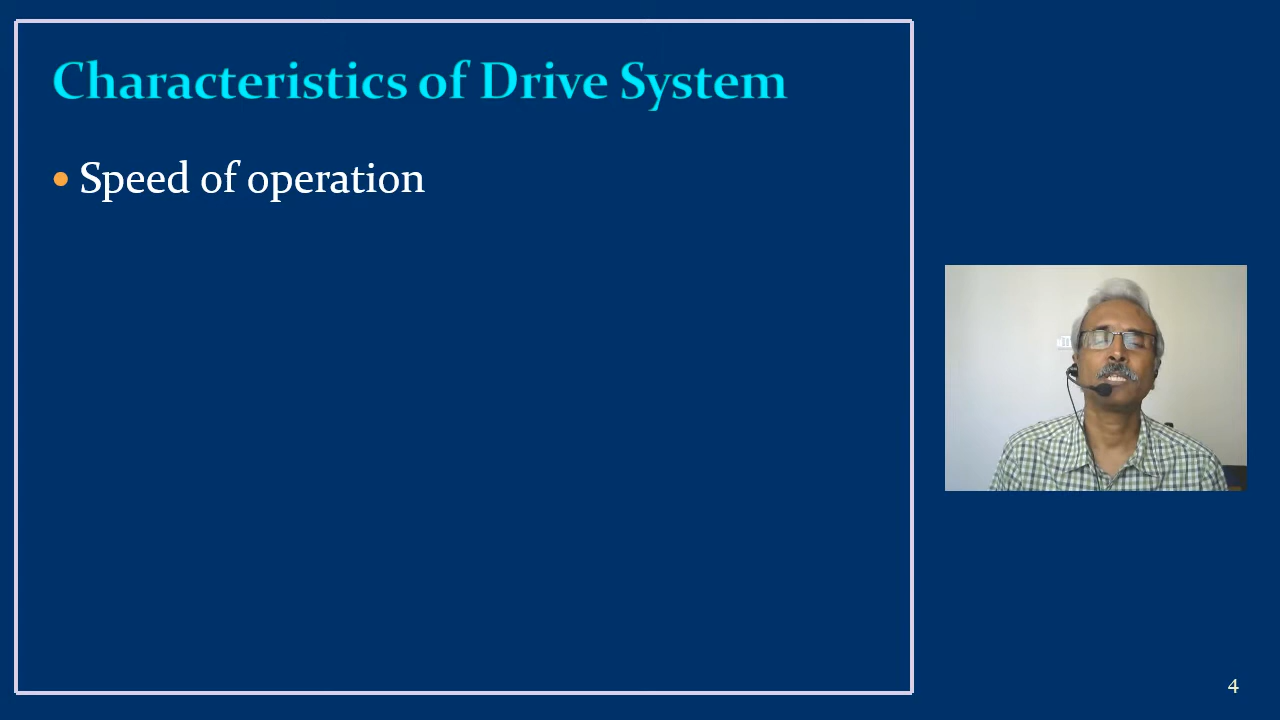 Characteristics of Drive System
• Speed of operation
4